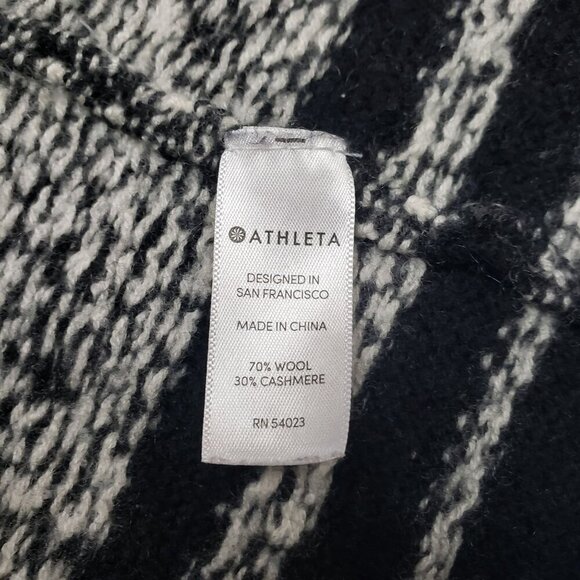 ATHLETA
DESIGNED IN
SAN FRANCISCO
MADE IN CHINA
70% WOOL
30% CASHMERE
RN 54023